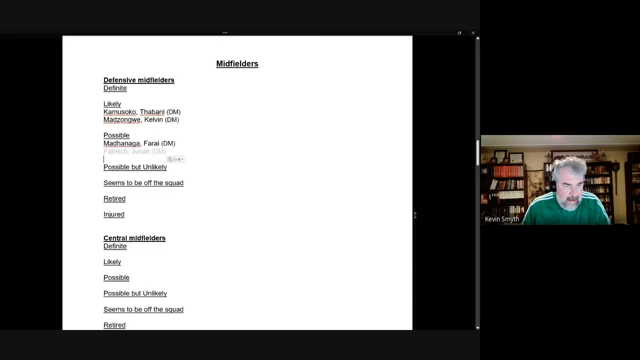 Midfielders
Defensive midfielders
Definite
Likely
Kamusoko, Thabani (DM)
Madzongwe, Kelvin (DM)
Possible
Madhanaga, Farai (DM)
Jonah (DM)
Possible but Unlikely
Seems to be off the squad
Retired
Injured
Central midfielders
Definite
Likely
Possible
Possible but Unlikely
Seems to be off the squad
Retired
Kevin Smyth